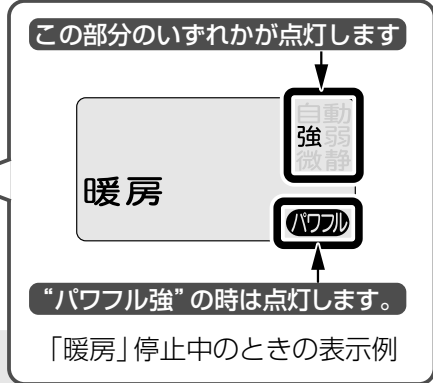 この部分のいずれかが点灯します
自動
強弱
微静
暖房
パワフル
“パワフル強”の時は点灯します。
「暖房」停止中のときの表示例